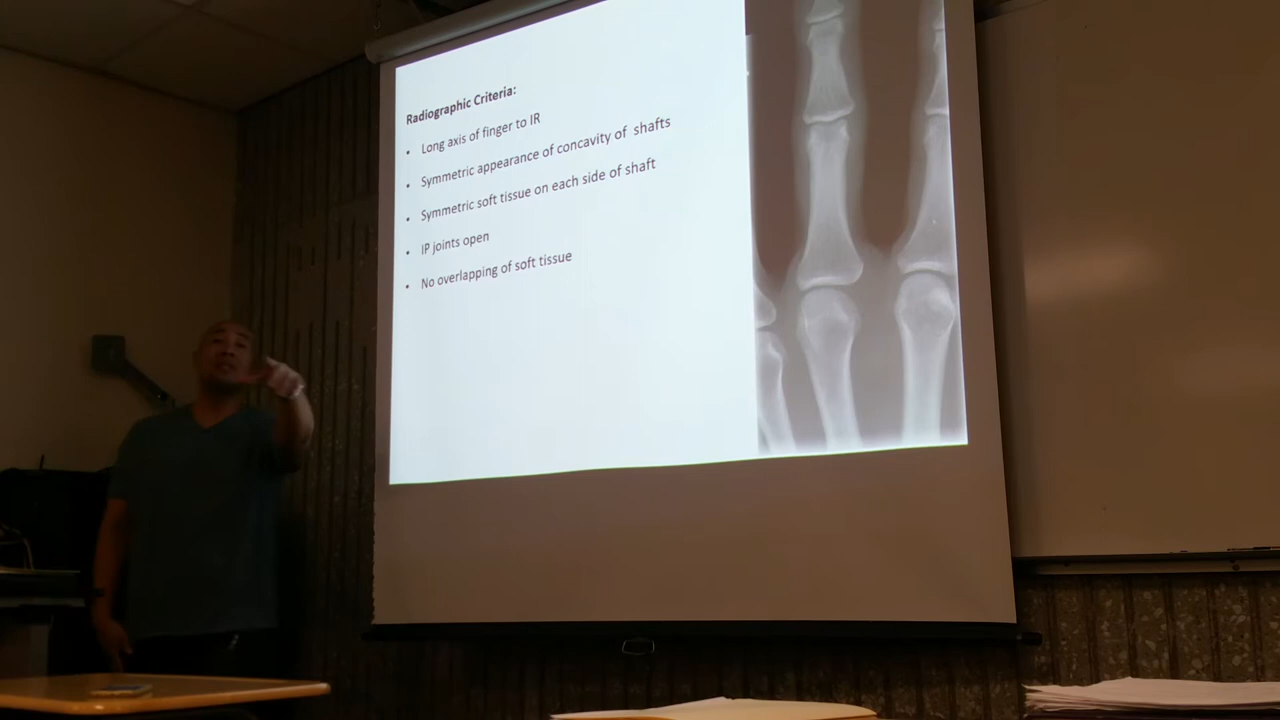 Radiographic Criteria:
• Long axis of finger to IR
• Symmetric appearance of concavity of shafts
• Symmetric soft tissue on each side of shaft
• IP joints open
• No overlapping of soft tissue